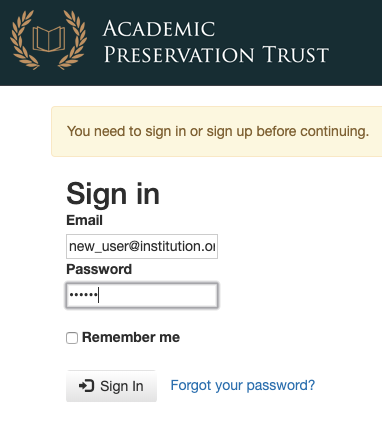 ACADEMIC
PRESERVATION TRUST
You need to sign in or sign up before continuing.
Sign in
Email
new_user@institution.or
Password
••••••
Remember me
Sign In
Forgot your password?